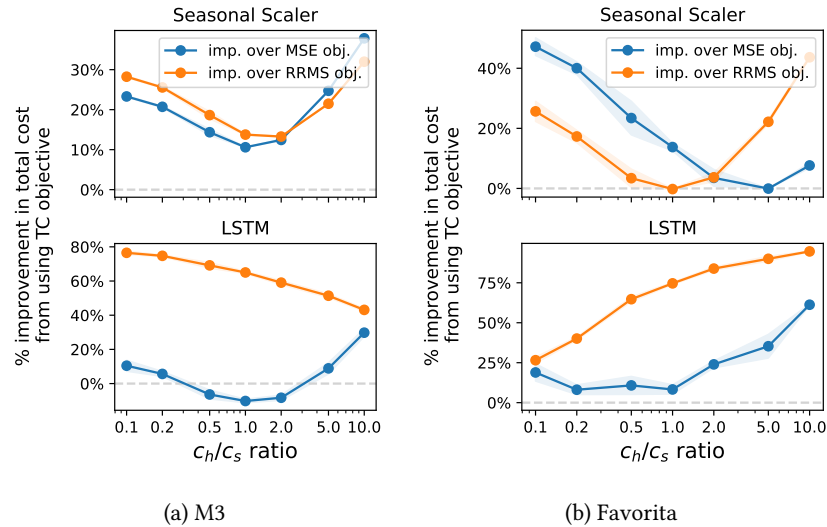 Seasonal Scaler
imp. over MSE obj.
imp. over RRMS obj.
30%
20%
10%
0%
LSTM
80%
60%
40%
20%
0%
0.1 0.2 0.5 1.0 2.0 5.0 10.0
c_h/c_s ratio
% improvement in total cost
from using TC objective
(a) M3
Seasonal Scaler
imp. over MSE obj.
imp. over RRMS obj.
40%
20%
0%
LSTM
75%
50%
25%
0%
0.1 0.2 0.5 1.0 2.0 5.0 10.0
c_h/c_s ratio
% improvement in total cost
from using TC objective
(b) Favorita